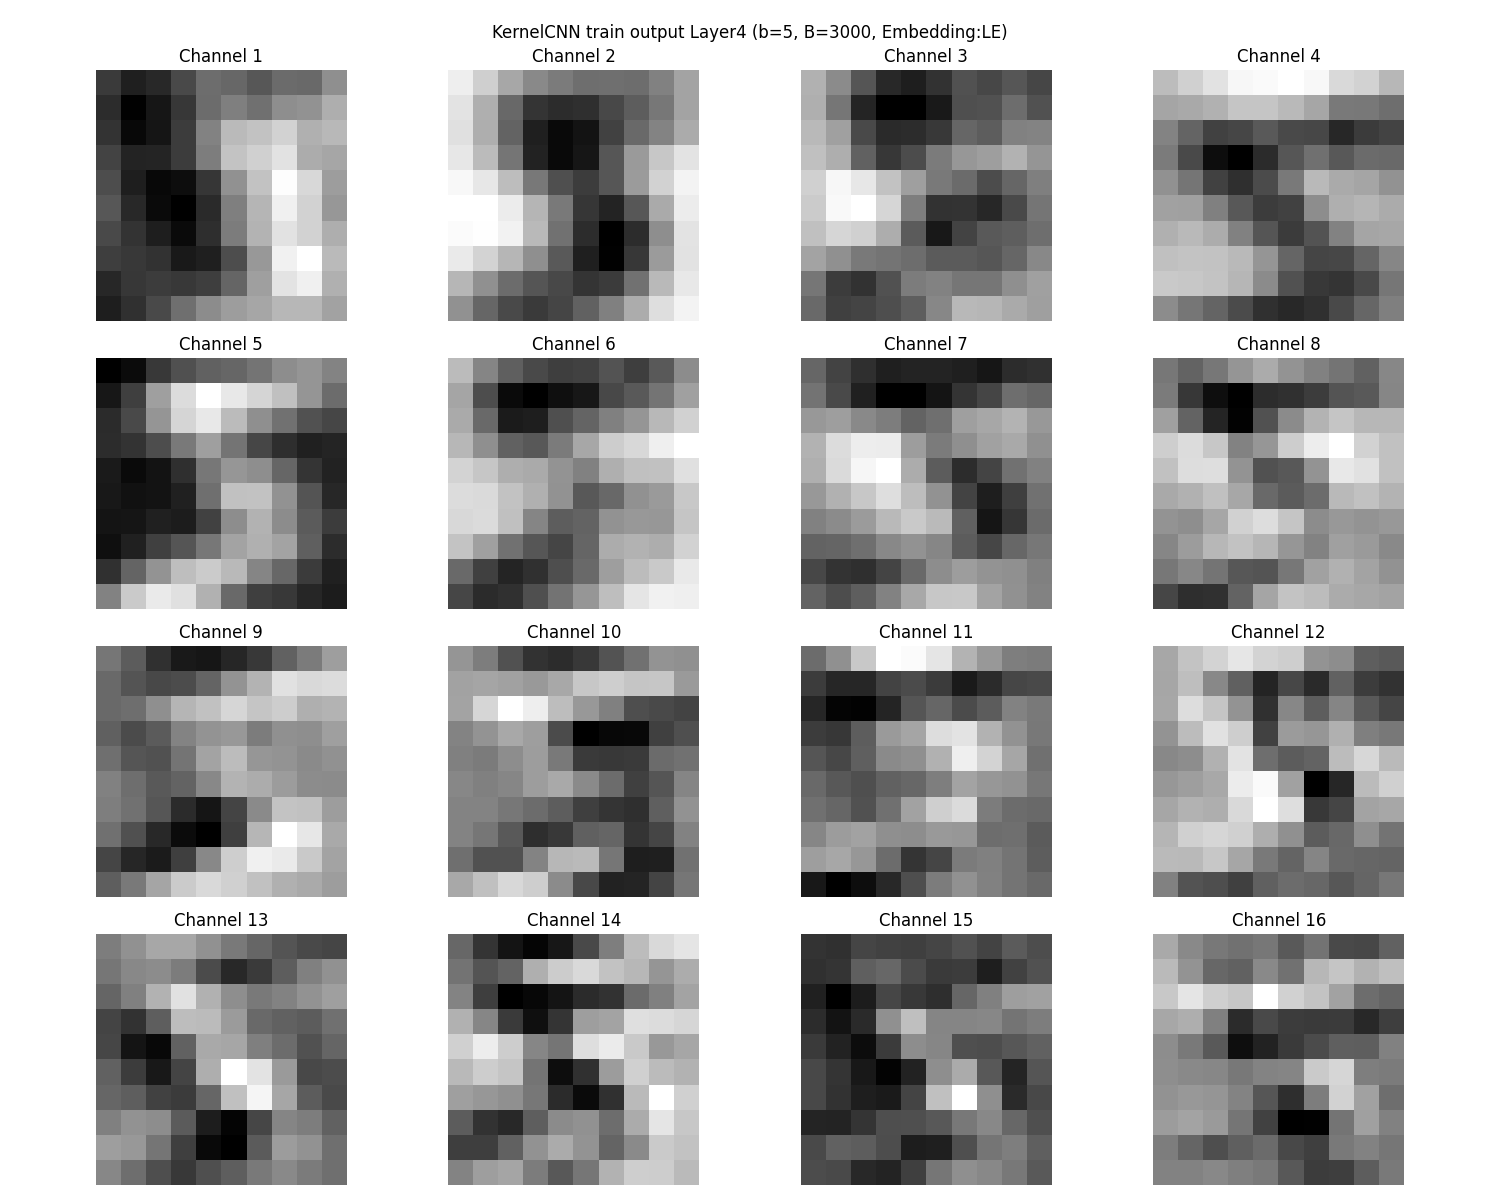 KernelCNN train output Layer4 (b=5, B=3000, Embedding:LE)
Channel 1
Channel 2
Channel 3
Channel 4
Channel 5
Channel 6
Channel 7
Channel 8
Channel 9
Channel 10
Channel 11
Channel 12
Channel 13
Channel 14
Channel 15
Channel 16